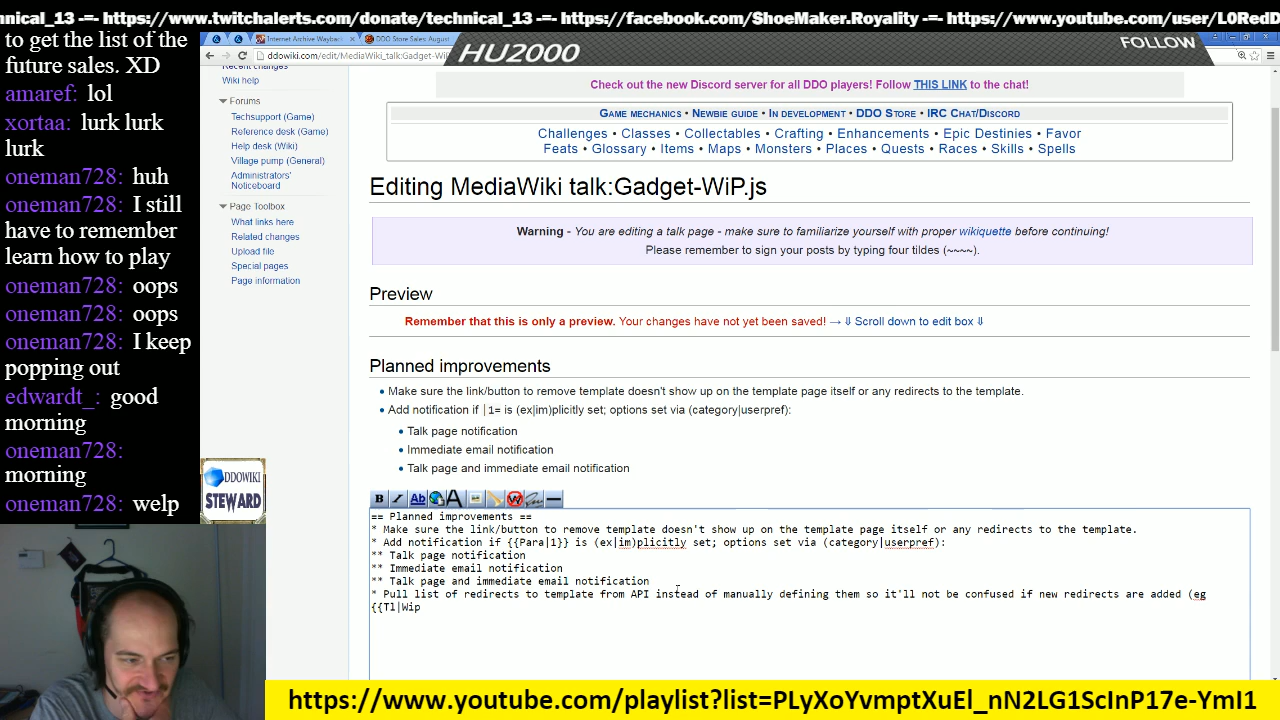 nnical_13 -=- https://www.twitchalerts.com/donate/technical_13 -=- https://facebook.com/ShoeMaker.Royality -=- https://www.youtube.com/user/L0RedD
to get the list of the
future sales. XD
amaref: lol
xortaa: lurk lurk
lurk
oneman728: huh
oneman728: I still
have to remember
learn how to play
oneman728: oops
oneman728: oops
oneman728: I keep
popping out
edwardt_: good
morning
oneman728:
morning
oneman728: welp
Internet Archive Wayba
DDO Store Sales: August
ddowiki.com/edit/MediaWiki_talk:Gadget-WiP
HU2000
FOLLOW
Recent changes
Wiki help
Forums
Techsupport (Game)
Reference desk (Game)
Help desk (Wiki)
Village pump (General)
Administrators'
Noticeboard
Page Toolbox
What links here
Related changes
Upload file
Special pages
Page information
DDOWIKI
STEWARD
Check out the new Discord server for all DDO players! Follow THIS LINK to the chat!
Game mechanics • Newbie guide • In development • DDO Store • IRC Chat/Discord
Challenges • Classes • Collectables • Crafting • Enhancements • Epic Destinies • Favor
Feats • Glossary • Items • Maps • Monsters • Places • Quests • Races • Skills • Spells
Editing MediaWiki talk:Gadget-WiP.js
Warning - You are editing a talk page - make sure to familiarize yourself with proper wikiquette before continuing!
Please remember to sign your posts by typing four tildes (~~~~).
Preview
Remember that this is only a preview. Your changes have not yet been saved! → ⇓ Scroll down to edit box ⇓
Planned improvements
• Make sure the link/button to remove template doesn't show up on the template page itself or any redirects to the template.
• Add notification if |1= is (ex|im)plicitly set; options set via (category|userpref):
• Talk page notification
• Immediate email notification
• Talk page and immediate email notification
B I Ab A
== Planned improvements ==
* Make sure the link/button to remove template doesn't show up on the template page itself or any redirects to the template.
* Add notification if {{Para|1}} is (ex|im)plicitly set; options set via (category|userpref):
** Talk page notification
** Immediate email notification
** Talk page and immediate email notification
* Pull list of redirects to template from API instead of manually defining them so it'll not be confused if new redirects are added (eg
{{Tl|Wip
https://www.youtube.com/playlist?list=PLyXoYvmptXuEl_nN2LG1ScInP17e-YmI1